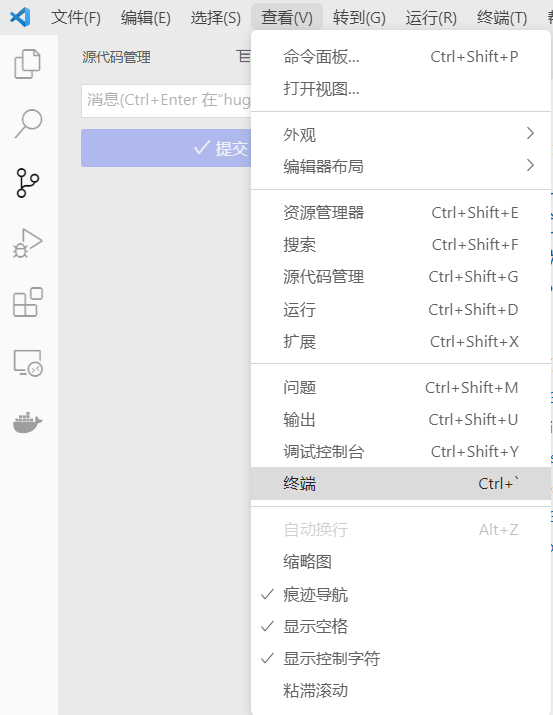 文件(F) 编辑(E) 选择(S) 查看(V) 转到(G) 运行(R) 终端(T)
源代码管理
消息(Ctrl+Enter 在"hug
提交
命令面板... Ctrl+Shift+P
打开视图...
外观
编辑器布局
资源管理器 Ctrl+Shift+E
搜索 Ctrl+Shift+F
源代码管理 Ctrl+Shift+G
运行 Ctrl+Shift+D
扩展 Ctrl+Shift+X
问题 Ctrl+Shift+M
输出 Ctrl+Shift+U
调试控制台 Ctrl+Shift+Y
终端 Ctrl+`
自动换行 Alt+Z
缩略图
痕迹导航
显示空格
显示控制字符
粘滞滚动